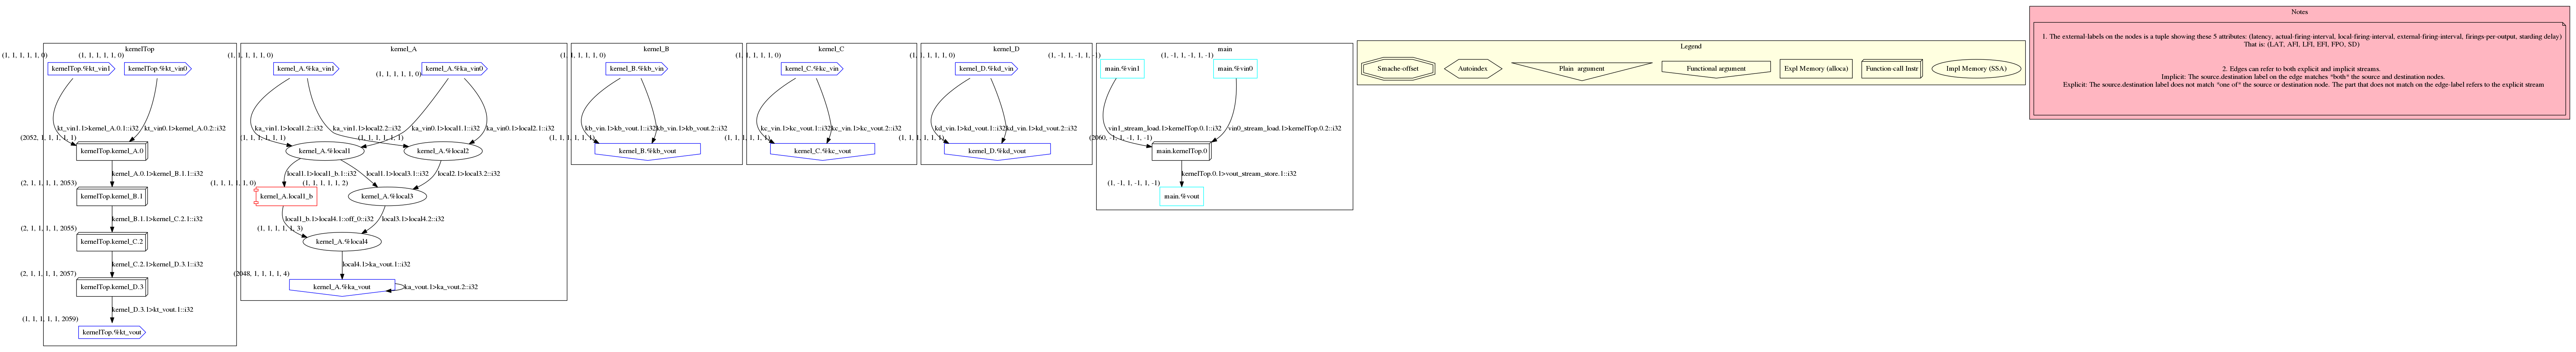 kernelTop
(1, 1, 1, 1, 1, 0)
(1, 1, 1, 1, 1, 0)
kernelTop.%kt_vin1
kernelTop.%kt_vin0
kt_vin1.1>kernel_A.0.1::i32
kt_vin0.1>kernel_A.0.2::i32
(2052, 1, 1, 1, 1, 1)
kernelTop.kernel_A.0
kernel_A.0.1>kernel_B.1.1::i32
(2, 1, 1, 1, 1, 2053)
kernelTop.kernel_B.1
kernel_B.1.1>kernel_C.2.1::i32
(2, 1, 1, 1, 1, 2055)
kernelTop.kernel_C.2
kernel_C.2.1>kernel_D.3.1::i32
(2, 1, 1, 1, 1, 2057)
kernelTop.kernel_D.3
kernel_D.3.1>kt_vout.1::i32
(1, 1, 1, 1, 1, 2059)
kernelTop.%kt_vout
kernel_A
(1, 1, 1, 1, 1, 0)
kernel_A.%ka_vin1
(1, 1, 1, 1, 1, 0)
kernel_A.%ka_vin0
ka_vin1.1>local1.2::i32
ka_vin1.1>local2.2::i32
ka_vin0.1>local1.1::i32
ka_vin0.1>local2.1::i32
(1, 1, 1, 1, 1, 1)
kernel_A.%local1
(1, 1, 1, 1, 1, 1)
kernel_A.%local2
local1.1>local1_b.1::i32
local1.1>local3.1::i32
local2.1>local3.2::i32
(1, 1, 1, 1, 1, 0)
kernel_A.local1_b
(1, 1, 1, 1, 1, 2)
kernel_A.%local3
local1_b.1>local4.1::off_0::i32
local3.1>local4.2::i32
(1, 1, 1, 1, 1, 3)
kernel_A.%local4
local4.1>ka_vout.1::i32
(2048, 1, 1, 1, 1, 4)
kernel_A.%ka_vout
ka_vout.1>ka_vout.2::i32
kernel_B
(1, 1, 1, 1, 1, 0)
kernel_B.%kb_vin
kb_vin.1>kb_vout.1::i32
kb_vin.1>kb_vout.2::i32
(1, 1, 1, 1, 1, 1)
kernel_B.%kb_vout
kernel_C
(1, 1, 1, 1, 1, 0)
kernel_C.%kc_vin
kc_vin.1>kc_vout.1::i32
kc_vin.1>kc_vout.2::i32
(1, 1, 1, 1, 1, 1)
kernel_C.%kc_vout
kernel_D
(1, 1, 1, 1, 1, 0)
kernel_D.%kd_vin
kd_vin.1>kd_vout.1::i32
kd_vin.1>kd_vout.2::i32
(1, 1, 1, 1, 1, 1)
kernel_D.%kd_vout
main
(1, -1, 1, -1, 1, -1)
main.%vin1
(1, -1, 1, -1, 1, -1)
main.%vin0
vin1_stream_load.1>kernelTop.0.1::i32
vin0_stream_load.1>kernelTop.0.2::i32
(2060, -1, 1, -1, 1, -1)
main.kernelTop.0
kernelTop.0.1>vout_stream_store.1::i32
(1, -1, 1, -1, 1, -1)
main.%vout
Legend
Smache-offset
Autoindex
Plain argument
Functional argument
Expl Memory (alloca)
Function-call Instr
Impl Memory (SSA)
Notes
1. The external-labels on the nodes is a tuple showing these 5 attributes: (latency, actual-firing-interval, local-firing-interval, external-firing-interval, firings-per-output, starding delay)
That is: (LAT, AFI, LFI, EFI, FPO, SD)
2. Edges can refer to both explicit and implicit streams.
Implicit: The source.destination label on the edge matches *both* the source and destination nodes.
Explicit: The source.destination label does not match *one of* the source or destination node. The part that does not match on the edge-label refers to the explicit stream